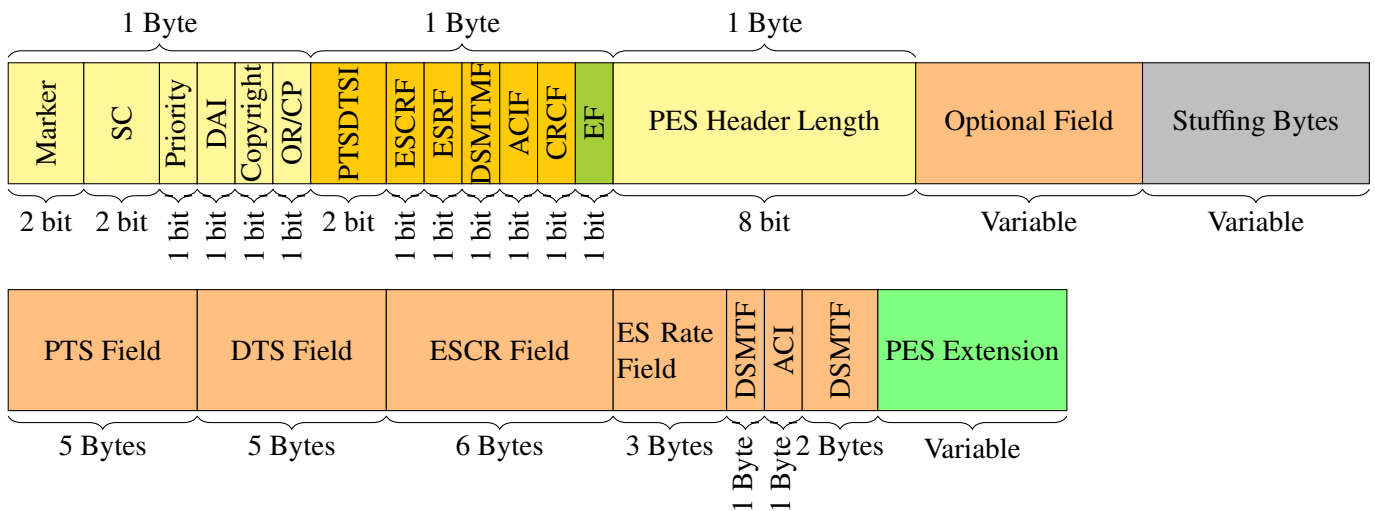 1 Byte 1 Byte 1 Byte
Marker SC Priority DAI Copyright OR/CP PTSDTSI ESCRF ESRF DSMTMF ACIF CRCF EF PES Header Length Optional Field Stuffing Bytes
2 bit 2 bit 1 bit 1 bit 1 bit 1 bit 2 bit 1 bit 1 bit 1 bit 1 bit 1 bit 1 bit 8 bit Variable Variable
PTS Field DTS Field ESCR Field ES Rate Field DSMTF ACI DSMTF PES Extension
5 Bytes 5 Bytes 6 Bytes 3 Bytes 1 Byte 1 Byte 2 Bytes Variable